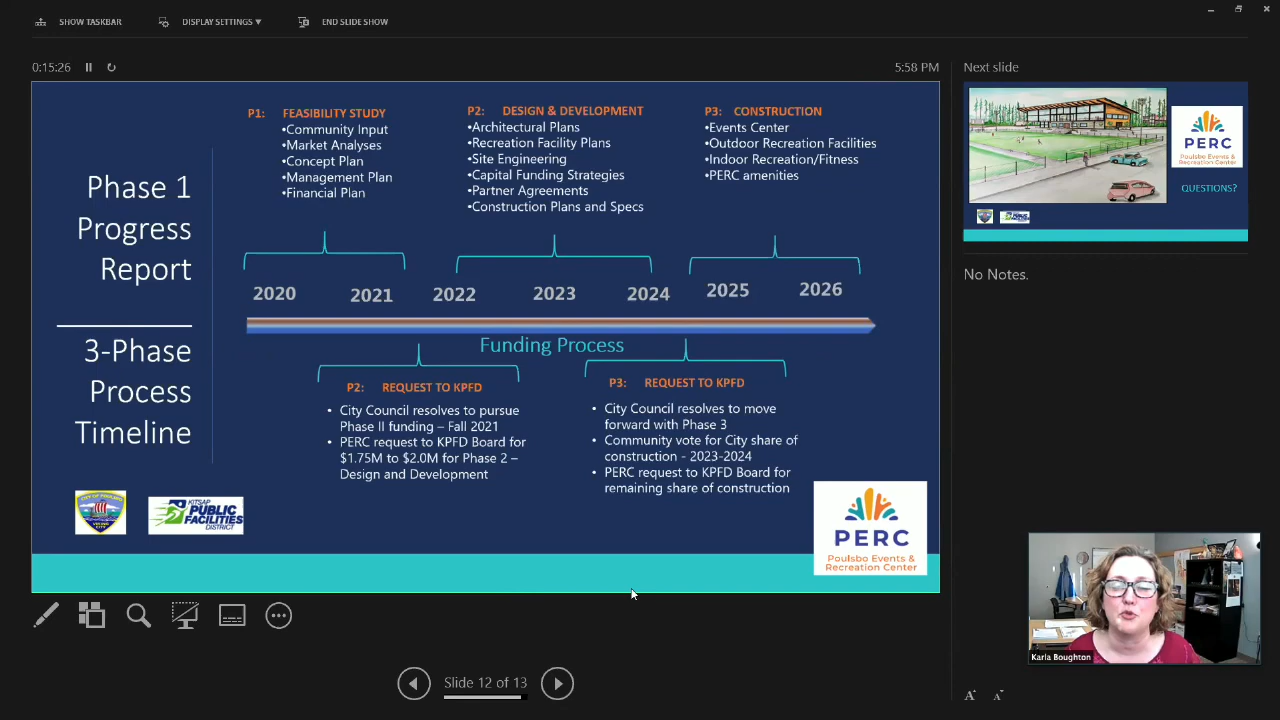 SHOW TASKBAR
DISPLAY SETTINGS ▼
END SLIDE SHOW
0:15:26
5:58 PM
Next slide
P1: FEASIBILITY STUDY
•Community Input
•Market Analyses
•Concept Plan
•Management Plan
•Financial Plan
P2: DESIGN & DEVELOPMENT
•Architectural Plans
•Recreation Facility Plans
•Site Engineering
•Capital Funding Strategies
•Partner Agreements
•Construction Plans and Specs
P3: CONSTRUCTION
•Events Center
•Outdoor Recreation Facilities
•Indoor Recreation/Fitness
•PERC amenities
Phase 1
Progress
Report
3-Phase
Process
Timeline
2020 2021 2022 2023 2024 2025 2026
Funding Process
P2: REQUEST TO KPFD
• City Council resolves to pursue
Phase II funding – Fall 2021
• PERC request to KPFD Board for
$1.75M to $2.0M for Phase 2 –
Design and Development
P3: REQUEST TO KPFD
• City Council resolves to move
forward with Phase 3
• Community vote for City share of
construction - 2023-2024
• PERC request to KPFD Board for
remaining share of construction
CITY OF POULSBO
VIKING
CITY
KITSAP
PUBLIC
FACILITIES
DISTRICT
PERC
Poulsbo Events &
Recreation Center
PERC
Poulsbo Events &
Recreation Center
QUESTIONS?
No Notes.
Karla Boughton
Slide 12 of 13
A A